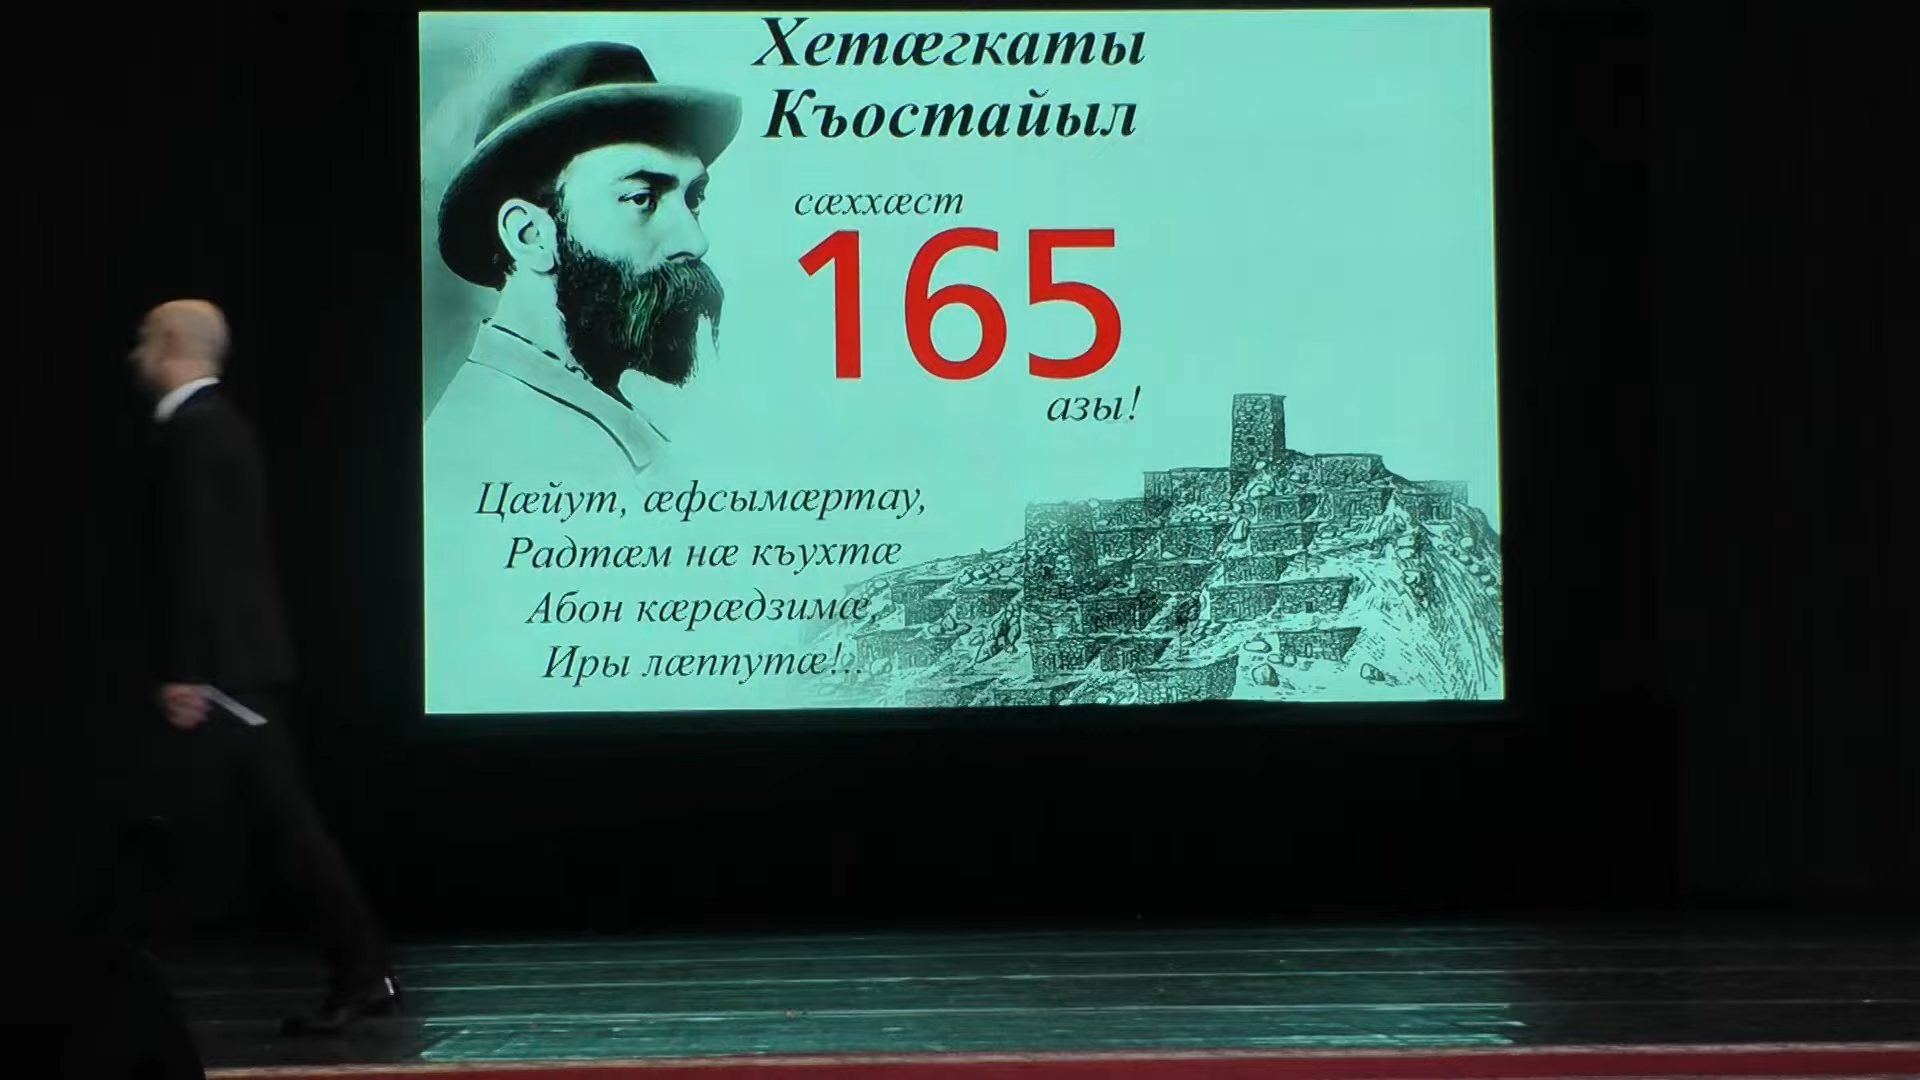 Хетæгкаты
Къостайыл
сæххæст
165
азы!
Цæйут, æфсымæртау,
Радтæм нæ къухтæ
Абон кæрæдзимæ,
Иры лæппутæ!..